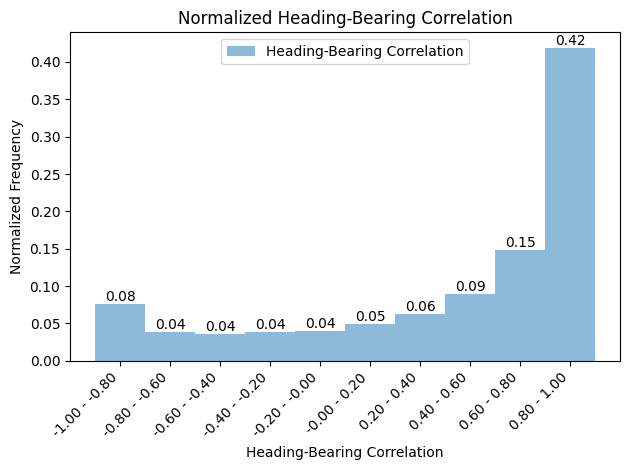 Normalized Heading-Bearing Correlation
Heading-Bearing Correlation
Normalized Frequency
0.40
0.35
0.30
0.25
0.20
0.15
0.10
0.05
0.00
0.08
0.04
0.04
0.04
0.04
0.05
0.06
0.09
0.15
0.42
-1.00 - -0.80
-0.80 - -0.60
-0.60 - -0.40
-0.40 - -0.20
-0.20 - -0.00
-0.00 - 0.20
0.20 - 0.40
0.40 - 0.60
0.60 - 0.80
0.80 - 1.00
Heading-Bearing Correlation